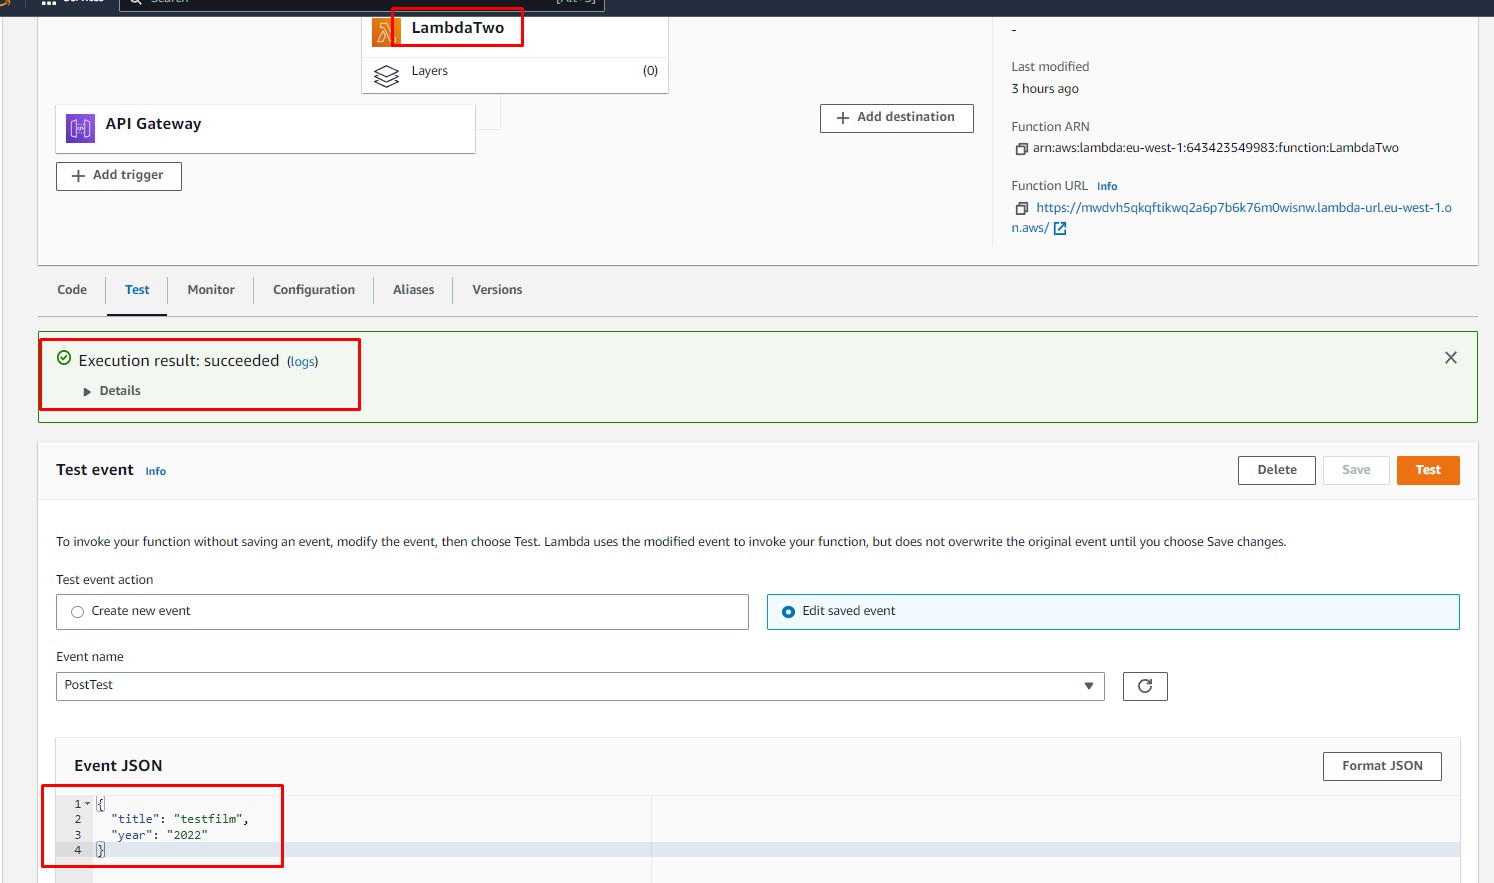 LambdaTwo
Layers
(0)
API Gateway
+ Add trigger
+ Add destination
-
Last modified
3 hours ago
Function ARN
arn:aws:lambda:eu-west-1:643423549983:function:LambdaTwo
Function URL Info
https://mwdvh5qkqftikwq2a6p7b6k76m0wisnw.lambda-url.eu-west-1.o
n.aws/
Code
Test
Monitor
Configuration
Aliases
Versions
Execution result: succeeded (logs)
Details
Test event Info
Delete
Save
Test
To invoke your function without saving an event, modify the event, then choose Test. Lambda uses the modified event to invoke your function, but does not overwrite the original event until you choose Save changes.
Test event action
Create new event
Edit saved event
Event name
PostTest
Event JSON
Format JSON
1 {
2 "title": "testfilm",
3 "year": "2022"
4 }